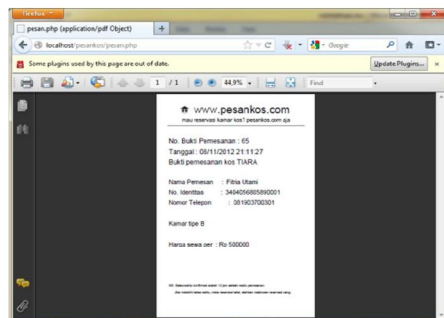 Firefox
pesan.php (application/pdf Object)
localhost/pesankos/pesan.php
Google
Some plugins used by this page are out of date.
Update Plugins...
1 / 1
44,9%
Find
www.pesankos.com
mau reservasi kamar kos? pesankos.com aja
No. Bukti Pemesanan : 65
Tanggal : 08/11/2012 21:11:27
Bukti pemesanan kos TIARA
Nama Pemesan : Fitria Utami
No. Identitas : 3404056805890001
Nomor Telepon : 081903700301
Kamar tipe B
Harga sewa per : Rp 500000